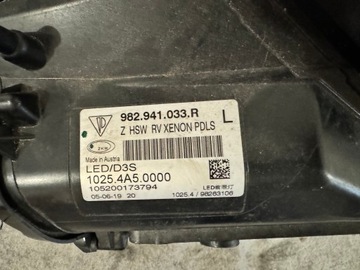 982.941.033.R
L
Z HSW RV XENON PDLS
Made in Austria
LED/D3S
1025.4A5.0000
105200173794
05-06-19 20
1025.4 / 98263106